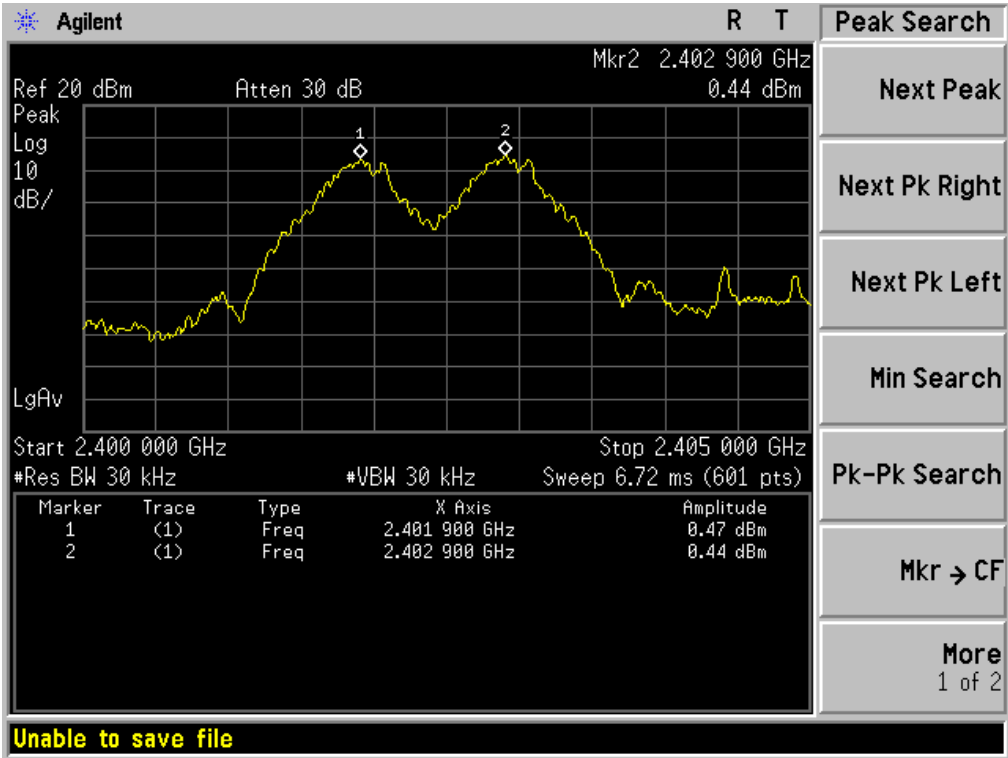 Agilent R T Peak Search
Mkr2 2.402 900 GHz
Ref 20 dBm Atten 30 dB 0.44 dBm
Peak
Log
10
dB/
1 2
LgAv
Start 2.400 000 GHz Stop 2.405 000 GHz
#Res BW 30 kHz #VBW 30 kHz Sweep 6.72 ms (601 pts)
Marker Trace Type X Axis Amplitude
1 (1) Freq 2.401 900 GHz 0.47 dBm
2 (1) Freq 2.402 900 GHz 0.44 dBm
Next Peak
Next Pk Right
Next Pk Left
Min Search
Pk-Pk Search
Mkr → CF
More
1 of 2
Unable to save file